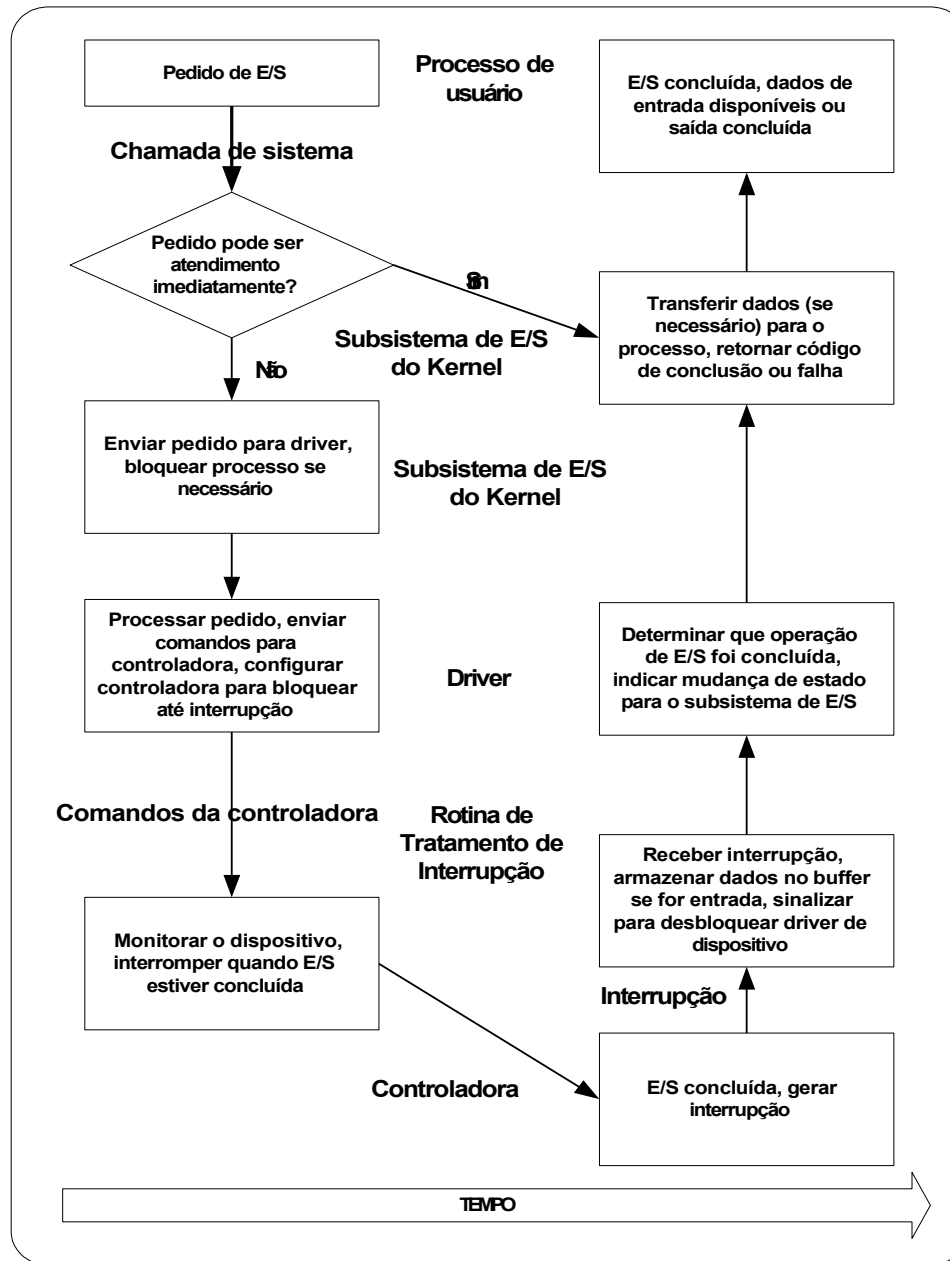 Pedido de E/S
Processo de
usuário
E/S concluída, dados de
entrada disponíveis ou
saída concluída
Chamada de sistema
Pedido pode ser
atendimento
imediatamente?
Sim
Transferir dados (se
necessário) para o
processo, retornar código
de conclusão ou falha
Subsistema de E/S
do Kernel
Não
Enviar pedido para driver,
bloquear processo se
necessário
Subsistema de E/S
do Kernel
Processar pedido, enviar
comandos para
controladora, configurar
controladora para bloquear
até interrupção
Driver
Determinar que operação
de E/S foi concluída,
indicar mudança de estado
para o subsistema de E/S
Comandos da controladora
Rotina de
Tratamento de
Interrupção
Receber interrupção,
armazenar dados no buffer
se for entrada, sinalizar
para desbloquear driver de
dispositivo
Monitorar o dispositivo,
interromper quando E/S
estiver concluída
Interrupção
Controladora
E/S concluída, gerar
interrupção
TEMPO